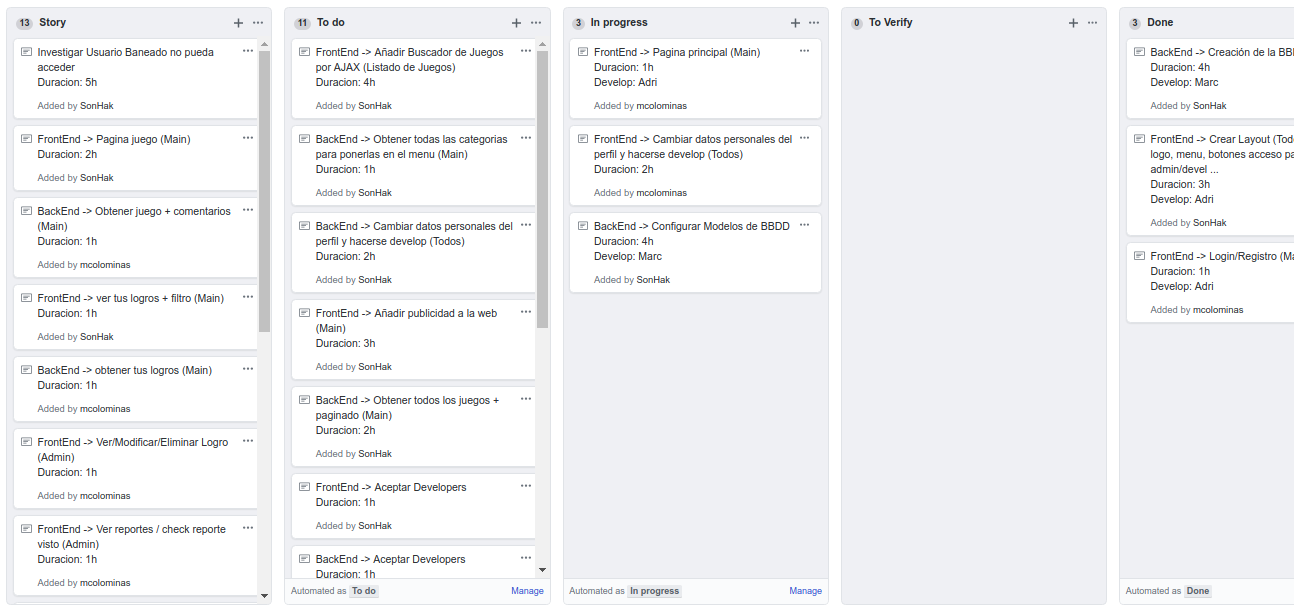 13 Story
Investigar Usuario Baneado no pueda
acceder
Duracion: 5h
Added by SonHak
FrontEnd -> Pagina juego (Main)
Duracion: 2h
Added by SonHak
BackEnd -> Obtener juego + comentarios
(Main)
Duracion: 1h
Added by mcolominas
FrontEnd -> ver tus logros + filtro (Main)
Duracion: 1h
Added by SonHak
BackEnd -> obtener tus logros (Main)
Duracion: 1h
Added by mcolominas
FrontEnd -> Ver/Modificar/Eliminar Logro
(Admin)
Duracion: 1h
Added by mcolominas
FrontEnd -> Ver reportes / check reporte
visto (Admin)
Duracion: 1h
Added by mcolominas
11 To do
FrontEnd -> Añadir Buscador de Juegos
por AJAX (Listado de Juegos)
Duracion: 4h
Added by SonHak
BackEnd -> Obtener todas las categorias
para ponerlas en el menu (Main)
Duracion: 1h
Added by SonHak
BackEnd -> Cambiar datos personales del
perfil y hacerse develop (Todos)
Duracion: 2h
Added by SonHak
FrontEnd -> Añadir publicidad a la web
(Main)
Duracion: 3h
Added by SonHak
BackEnd -> Obtener todos los juegos +
paginado (Main)
Duracion: 2h
Added by SonHak
FrontEnd -> Aceptar Developers
Duracion: 1h
Added by SonHak
BackEnd -> Aceptar Developers
Duracion: 1h
Automated as To do Manage
3 In progress
FrontEnd -> Pagina principal (Main)
Duracion: 1h
Develop: Adri
Added by mcolominas
FrontEnd -> Cambiar datos personales del
perfil y hacerse develop (Todos)
Duracion: 2h
Added by mcolominas
BackEnd -> Configurar Modelos de BBDD
Duracion: 4h
Develop: Marc
Added by SonHak
Automated as In progress Manage
0 To Verify
3 Done
BackEnd -> Creación de la BB
Duracion: 4h
Develop: Marc
Added by SonHak
FrontEnd -> Crear Layout (Tod
logo, menu, botones acceso pa
admin/devel ...
Duracion: 3h
Develop: Adri
Added by SonHak
FrontEnd -> Login/Registro (Ma
Duracion: 1h
Develop: Adri
Added by mcolominas
Automated as Done